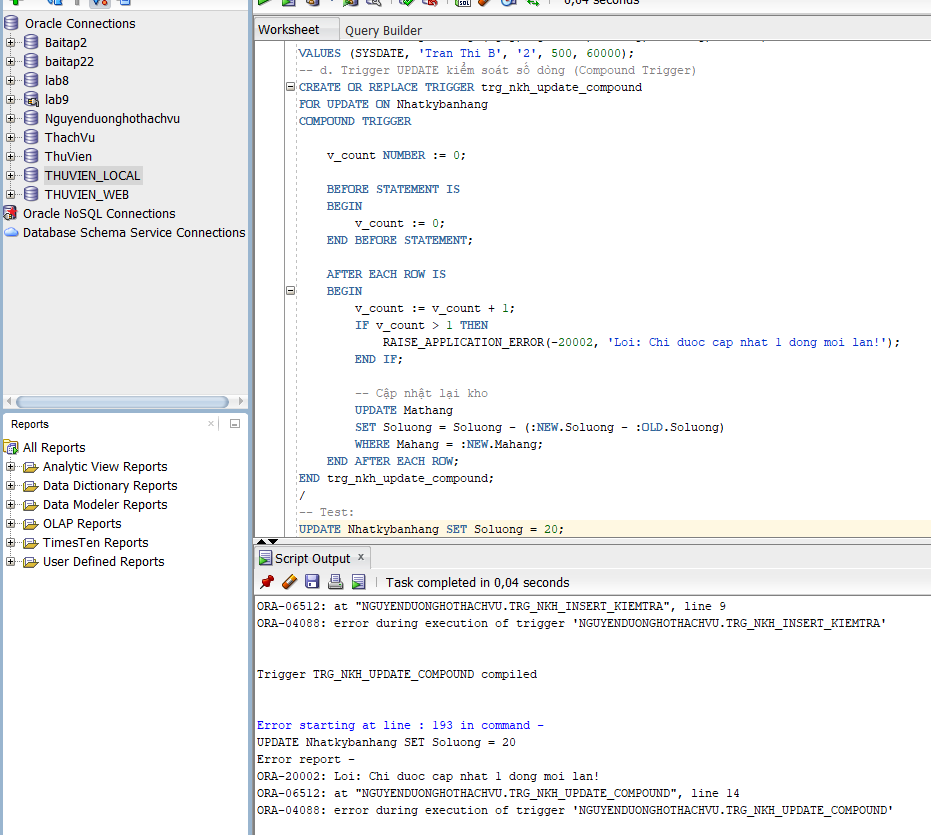 0,04 seconds
Oracle Connections
Baitap2
baitap22
lab8
lab9
Nguyenduonghothachvu
ThachVu
ThuVien
THUVIEN_LOCAL
THUVIEN_WEB
Oracle NoSQL Connections
Database Schema Service Connections
Reports
All Reports
Analytic View Reports
Data Dictionary Reports
Data Modeler Reports
OLAP Reports
TimesTen Reports
User Defined Reports
Worksheet Query Builder
VALUES (SYSDATE, 'Tran Thi B', '2', 500, 60000);
-- d. Trigger UPDATE kiểm soát số dòng (Compound Trigger)
CREATE OR REPLACE TRIGGER trg_nkh_update_compound
FOR UPDATE ON Nhatkybanhang
COMPOUND TRIGGER
v_count NUMBER := 0;
BEFORE STATEMENT IS
BEGIN
v_count := 0;
END BEFORE STATEMENT;
AFTER EACH ROW IS
BEGIN
v_count := v_count + 1;
IF v_count > 1 THEN
RAISE_APPLICATION_ERROR(-20002, 'Loi: Chi duoc cap nhat 1 dong moi lan!');
END IF;
-- Cập nhật lại kho
UPDATE Mathang
SET Soluong = Soluong - (:NEW.Soluong - :OLD.Soluong)
WHERE Mahang = :NEW.Mahang;
END AFTER EACH ROW;
END trg_nkh_update_compound;
/
-- Test:
UPDATE Nhatkybanhang SET Soluong = 20;
Script Output
Task completed in 0,04 seconds
ORA-06512: at "NGUYENDUONGHOTHACHVU.TRG_NKH_INSERT_KIEMTRA", line 9
ORA-04088: error during execution of trigger 'NGUYENDUONGHOTHACHVU.TRG_NKH_INSERT_KIEMTRA'
Trigger TRG_NKH_UPDATE_COMPOUND compiled
Error starting at line : 193 in command -
UPDATE Nhatkybanhang SET Soluong = 20
Error report -
ORA-20002: Loi: Chi duoc cap nhat 1 dong moi lan!
ORA-06512: at "NGUYENDUONGHOTHACHVU.TRG_NKH_UPDATE_COMPOUND", line 14
ORA-04088: error during execution of trigger 'NGUYENDUONGHOTHACHVU.TRG_NKH_UPDATE_COMPOUND'